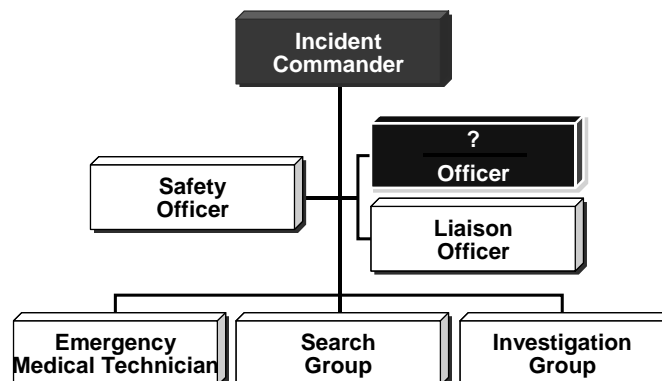 Incident
Commander
?
Officer
Safety
Officer
Liaison
Officer
Emergency
Medical Technician
Search
Group
Investigation
Group